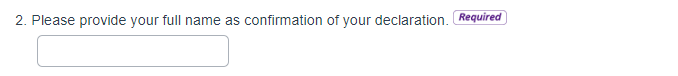 2. Please provide your full name as confirmation of your declaration. Required